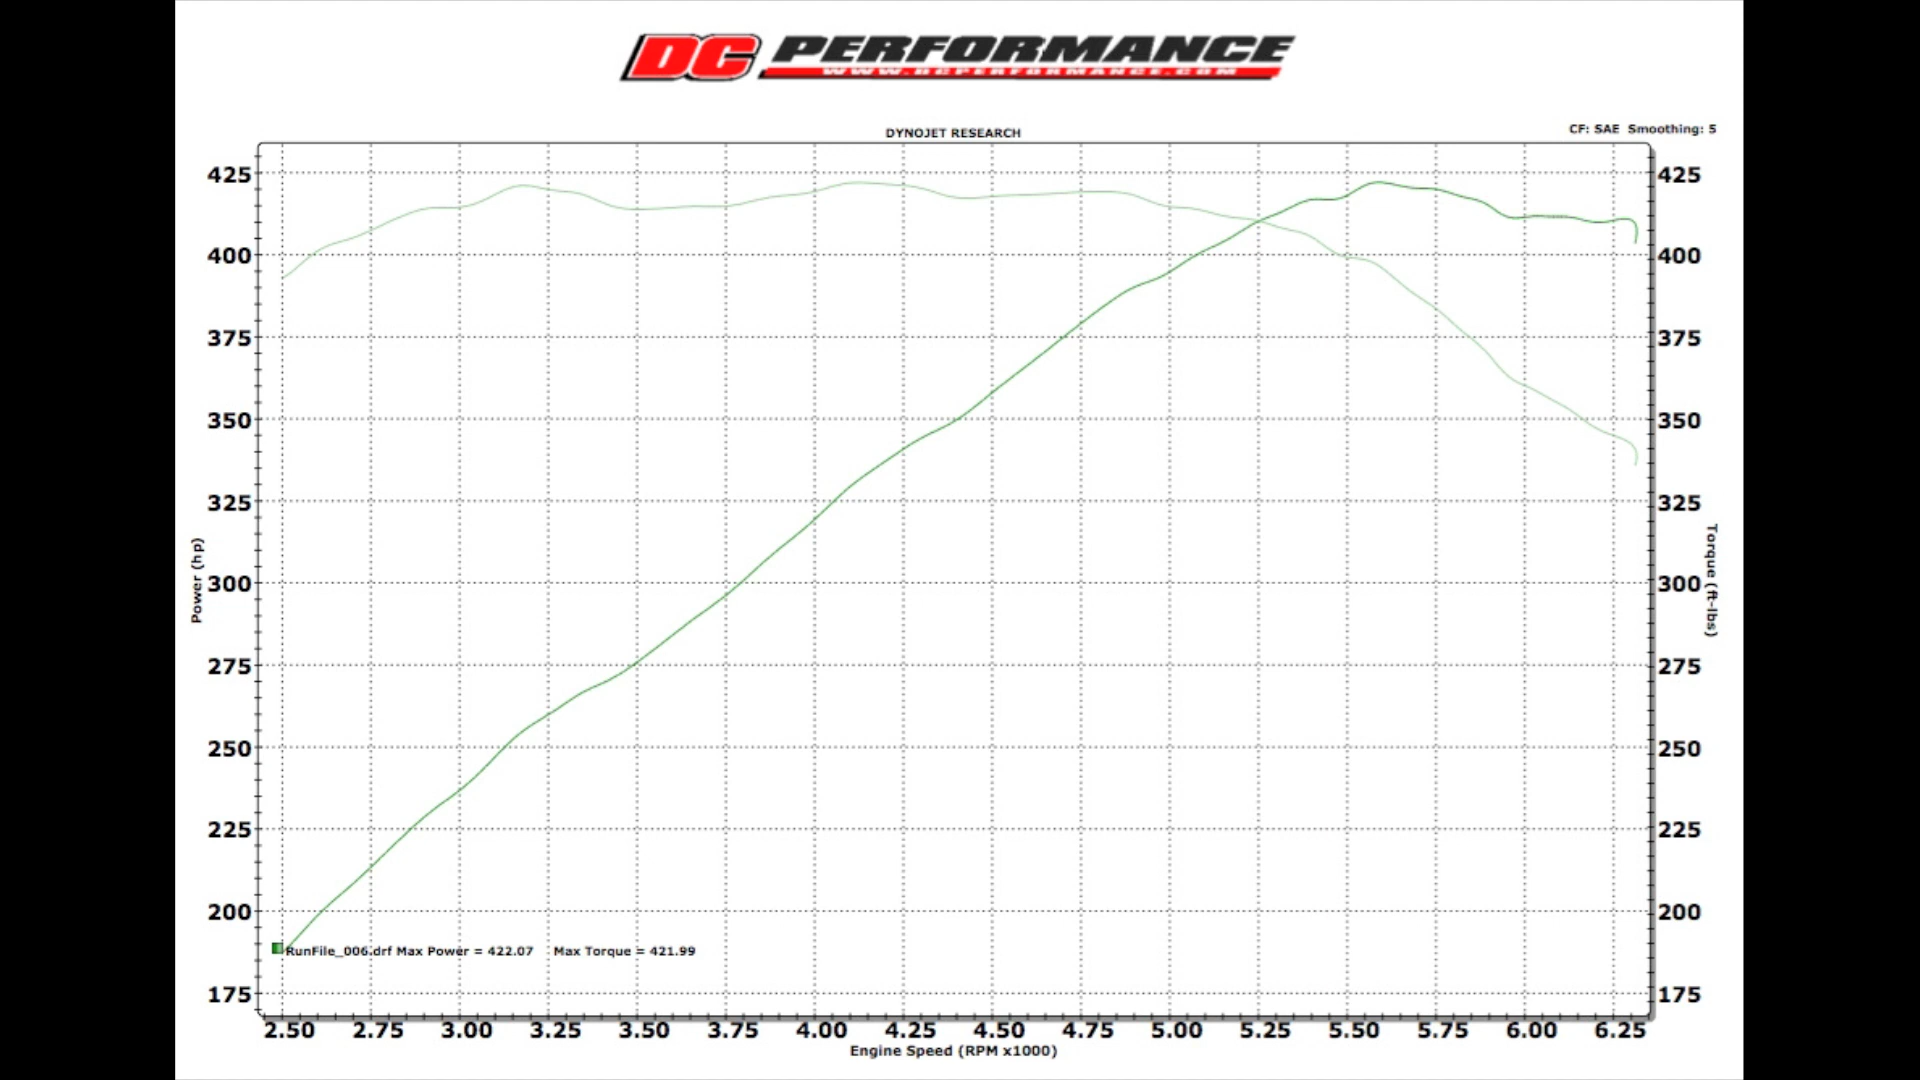 DC PERFORMANCE
WWW.DCPERFORMANCE.COM
DYNOJET RESEARCH
CF: SAE Smoothing: 5
425
400
375
350
325
300
275
250
225
200
175
Power (hp)
425
400
375
350
325
300
275
250
225
200
175
Torque (ft-lbs)
RunFile_006.drf Max Power = 422.07 Max Torque = 421.99
2.50 2.75 3.00 3.25 3.50 3.75 4.00 4.25 4.50 4.75 5.00 5.25 5.50 5.75 6.00 6.25
Engine Speed (RPM x1000)